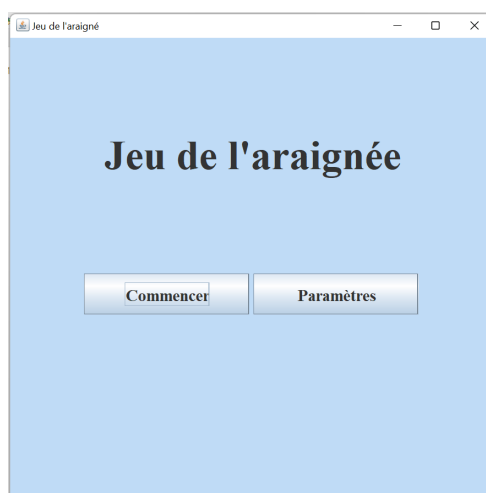 Jeu de l'araigné
Jeu de l'araignée
Commencer
Paramètres